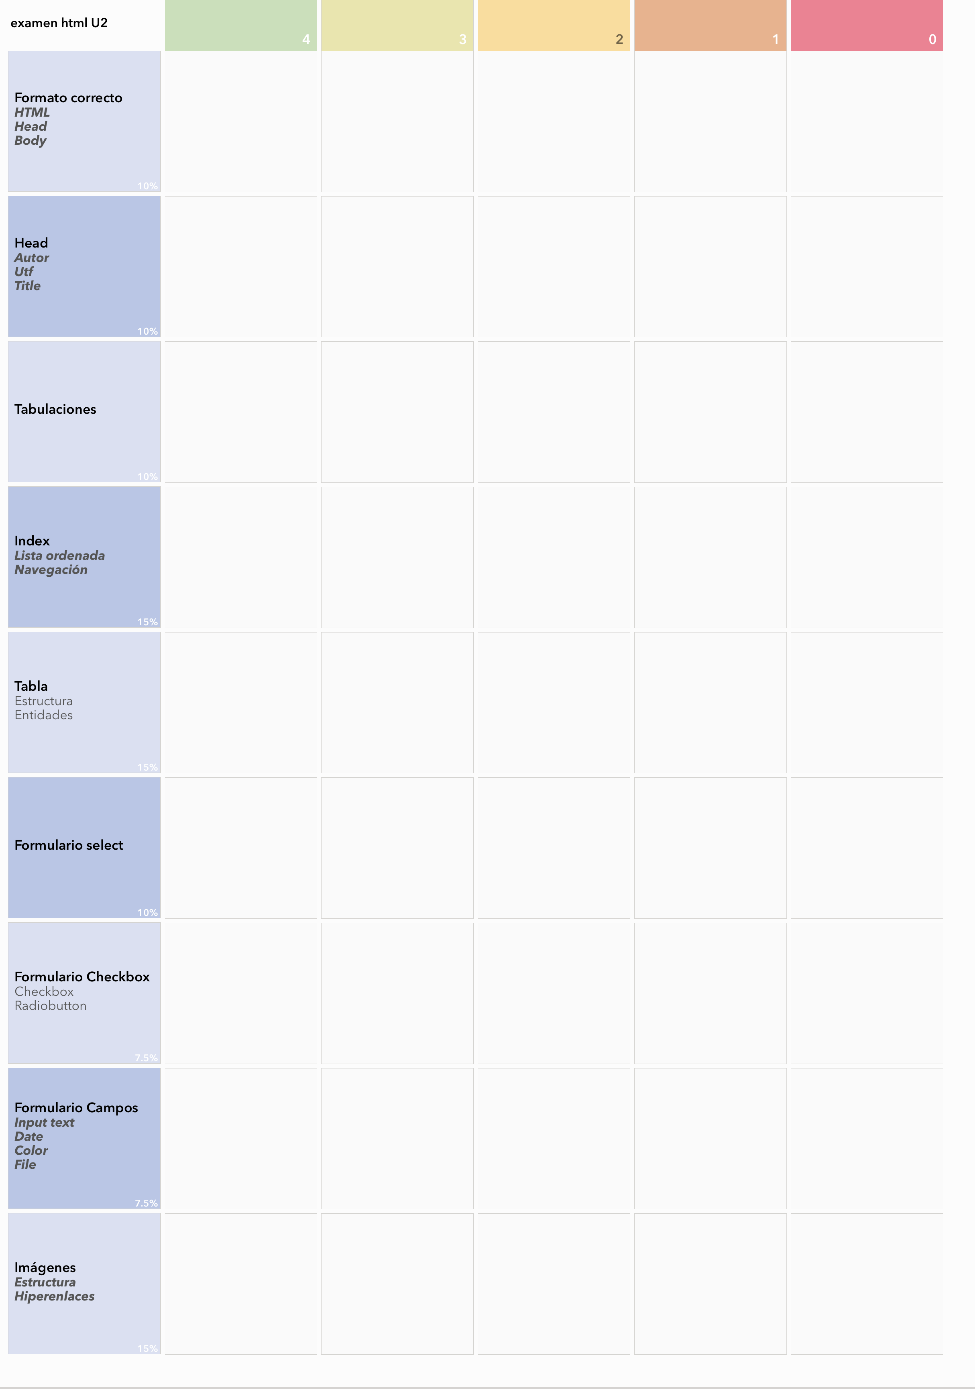 examen html U2
4
3
2
1
0
Formato correcto
HTML
Head
Body
10%
Head
Autor
Utf
Title
10%
Tabulaciones
10%
Index
Lista ordenada
Navegación
15%
Tabla
Estructura
Entidades
15%
Formulario select
10%
Formulario Checkbox
Checkbox
Radiobutton
7.5%
Formulario Campos
Input text
Date
Color
File
7.5%
Imágenes
Estructura
Hiperenlaces
15%